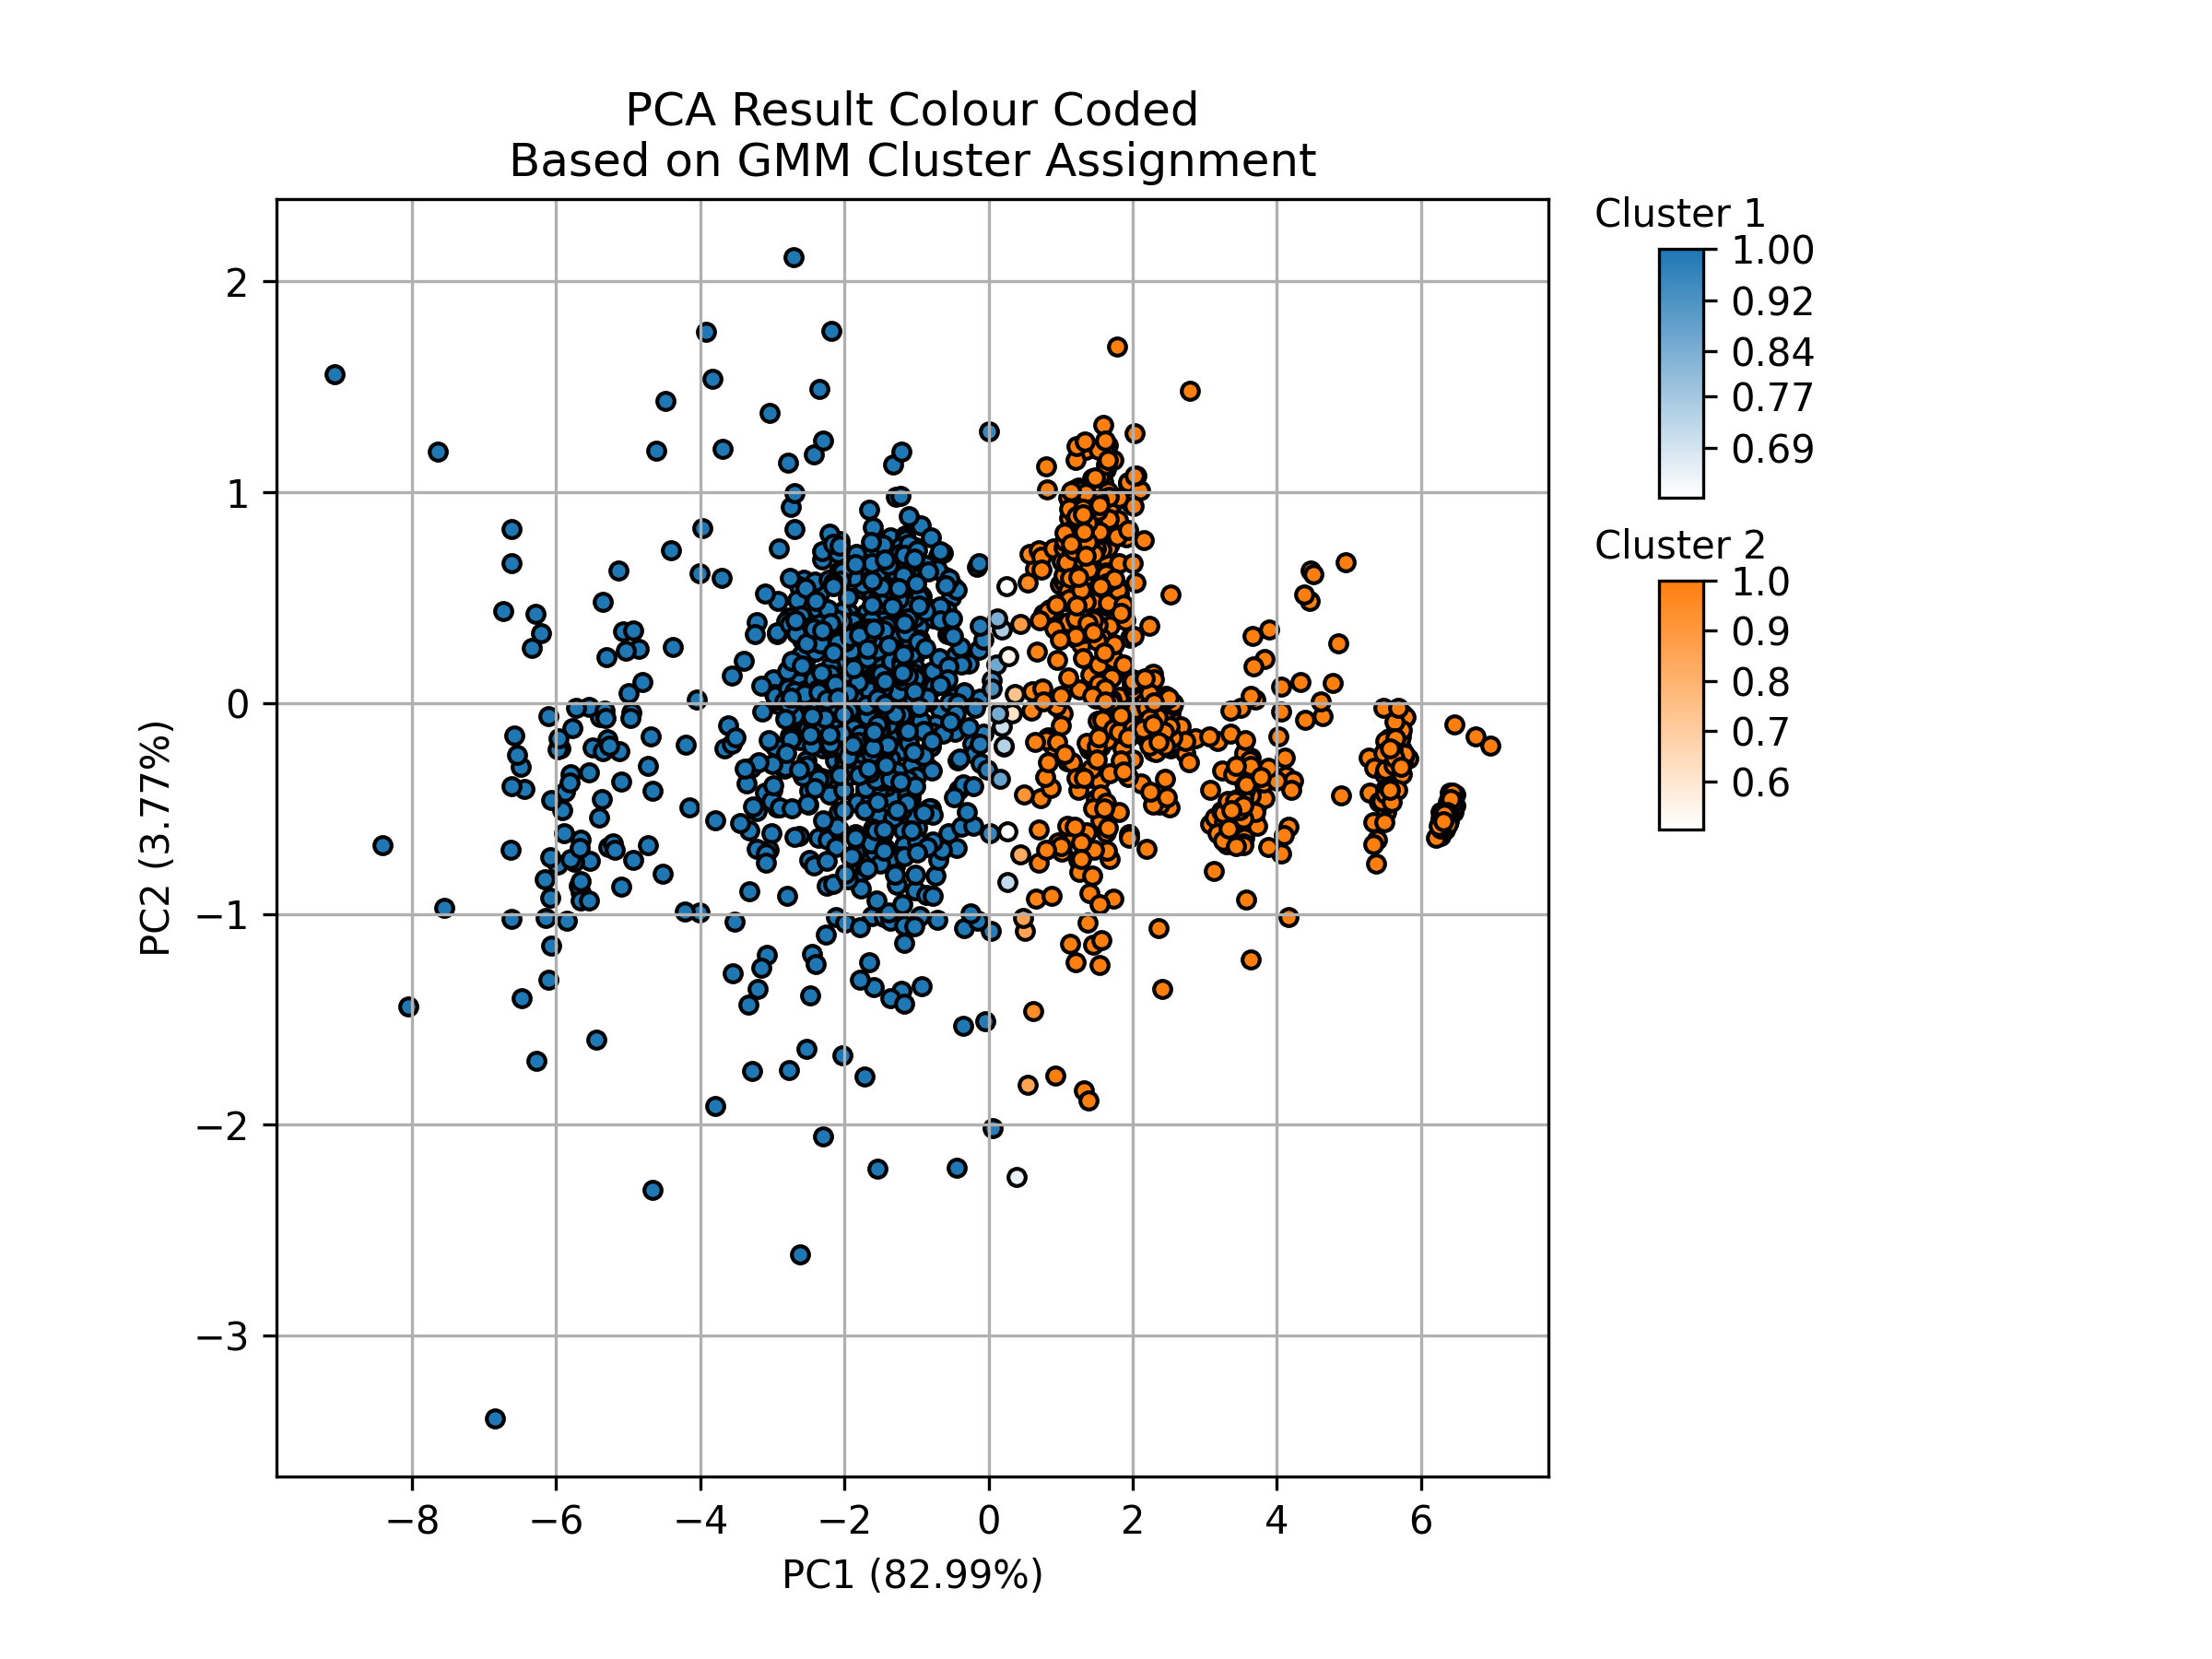 PCA Result Colour Coded
Based on GMM Cluster Assignment
Cluster 1
1.00
0.92
0.84
0.77
0.69
Cluster 2
1.0
0.9
0.8
0.7
0.6
2
1
0
−1
−2
−3
PC2 (3.77%)
−8 −6 −4 −2 0 2 4 6
PC1 (82.99%)